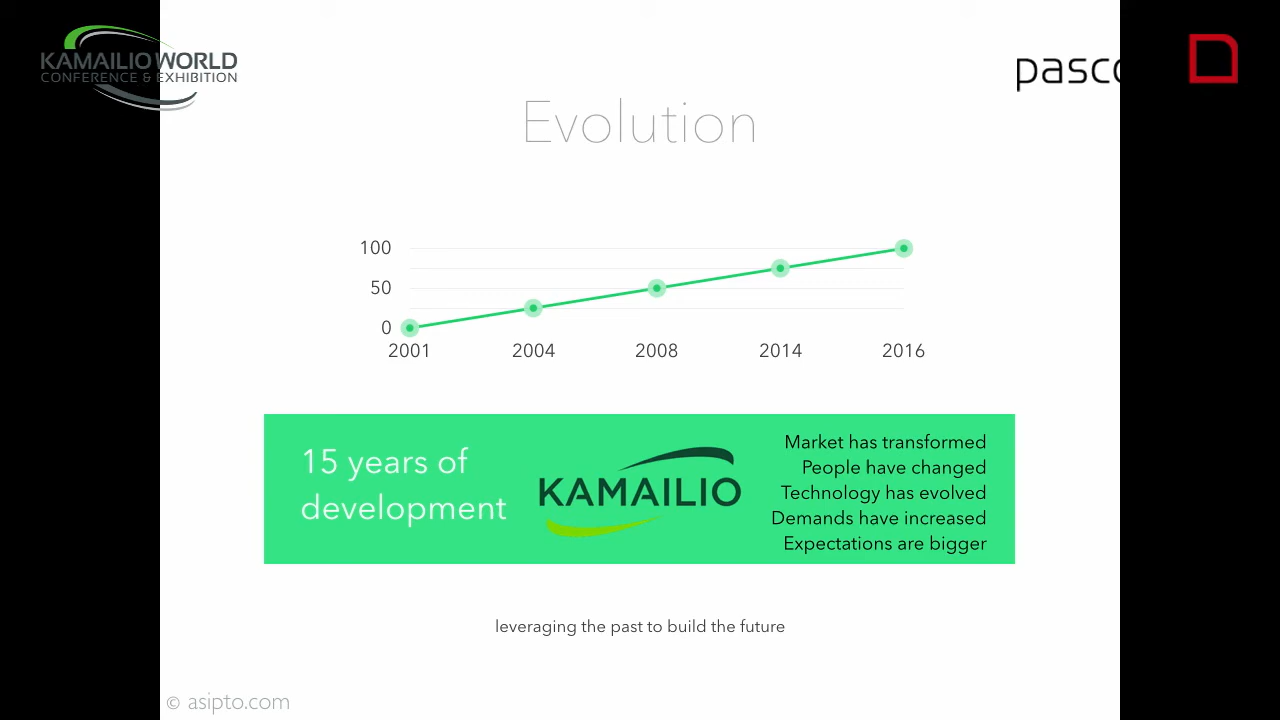 KAMAILIO WORLD
CONFERENCE & EXHIBITION
pasco
Evolution
100
50
0
2001 2004 2008 2014 2016
15 years of
development
KAMAILIO
Market has transformed
People have changed
Technology has evolved
Demands have increased
Expectations are bigger
leveraging the past to build the future
© asipto.com